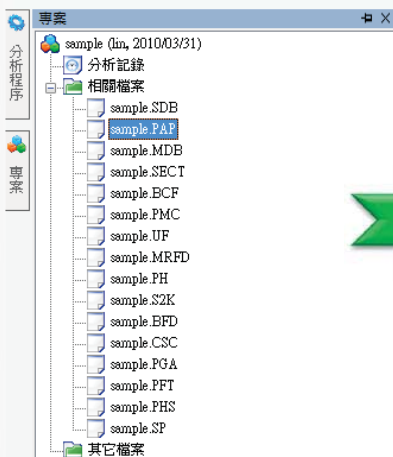 專案
分析程序
專案
sample (lin, 2010/03/31)
分析記錄
相關檔案
sample.SDB
sample.PAP
sample.MDB
sample.SECT
sample.BCF
sample.PMC
sample.UF
sample.MRFD
sample.PH
sample.S2K
sample.BFD
sample.CSC
sample.PGA
sample.PFT
sample.PHS
sample.SP
其它檔案